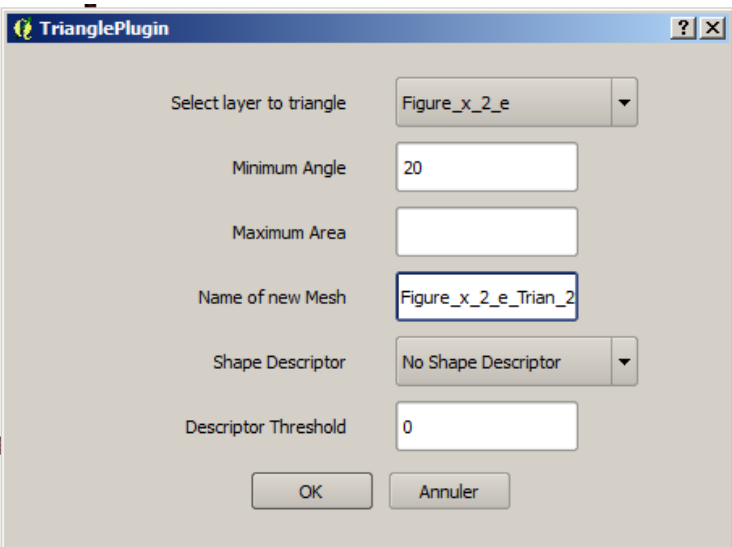 TrianglePlugin
Select layer to triangle Figure_x_2_e
Minimum Angle 20
Maximum Area
Name of new Mesh Figure_x_2_e_Trian_2
Shape Descriptor No Shape Descriptor
Descriptor Threshold 0
OK Annuler